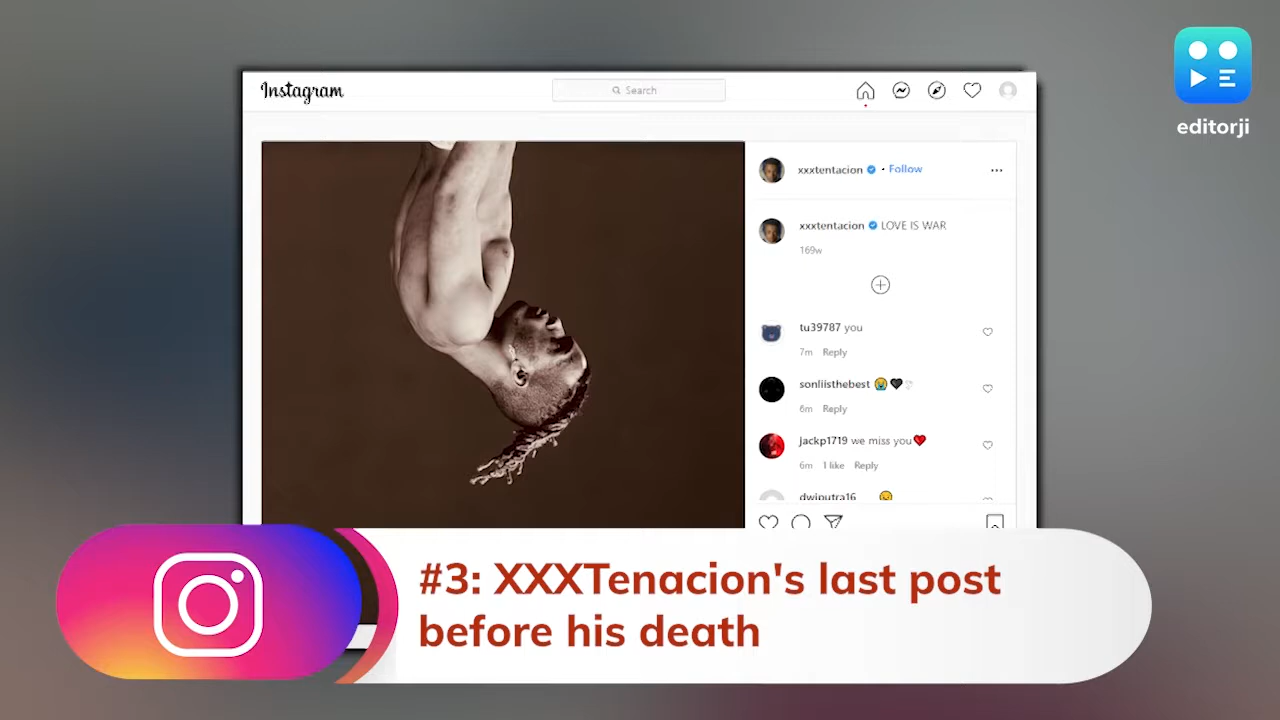 Instagram
Search
editorji
xxxtentacion • Follow
xxxtentacion LOVE IS WAR
169w
tu39787 you
7m Reply
sonliisthebest 😭🖤
6m Reply
jackp1719 we miss you❤️
6m 1 like Reply
dwiputra16
#3: XXXTenacion's last post
before his death